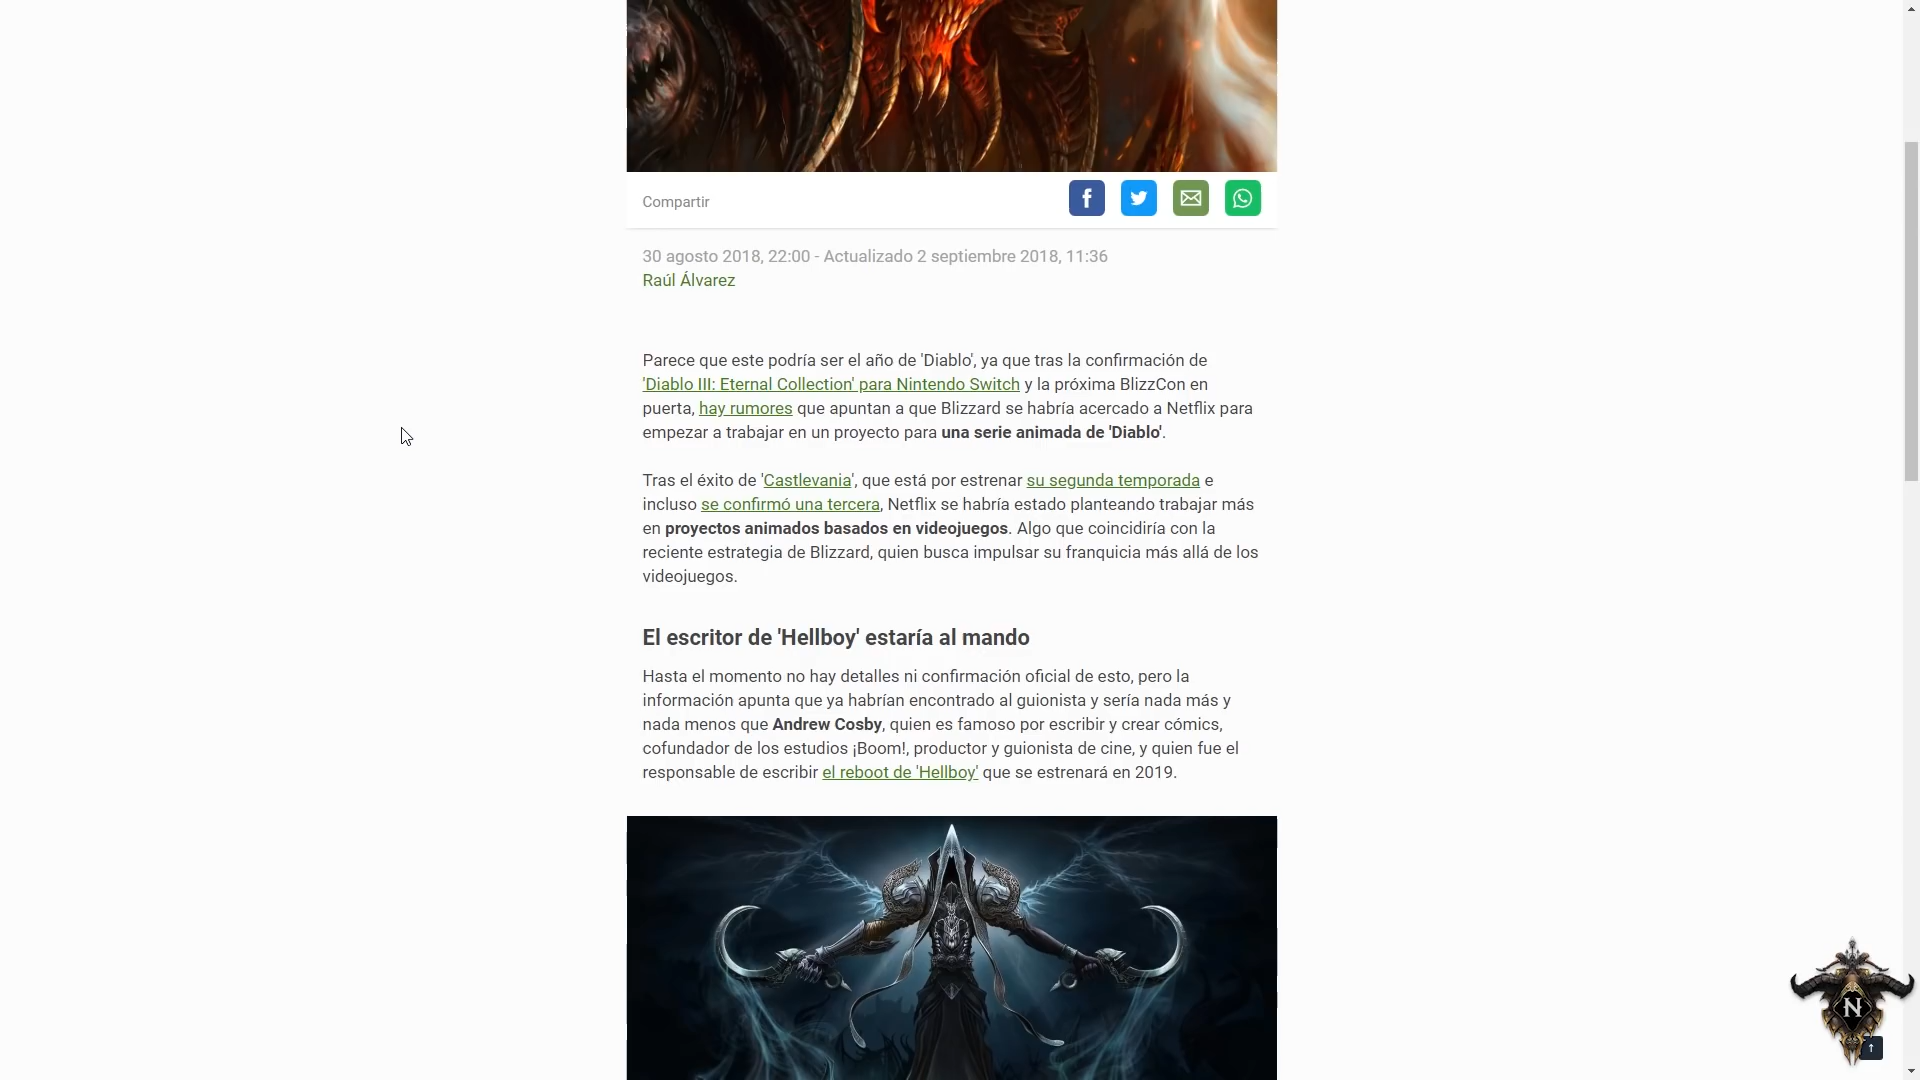 Compartir
30 agosto 2018, 22:00 - Actualizado 2 septiembre 2018, 11:36
Raúl Álvarez
Parece que este podría ser el año de 'Diablo', ya que tras la confirmación de
'Diablo III: Eternal Collection' para Nintendo Switch y la próxima BlizzCon en
puerta, hay rumores que apuntan a que Blizzard se habría acercado a Netflix para
empezar a trabajar en un proyecto para una serie animada de 'Diablo'.
Tras el éxito de 'Castlevania', que está por estrenar su segunda temporada e
incluso se confirmó una tercera, Netflix se habría estado planteando trabajar más
en proyectos animados basados en videojuegos. Algo que coincidiría con la
reciente estrategia de Blizzard, quien busca impulsar su franquicia más allá de los
videojuegos.
El escritor de 'Hellboy' estaría al mando
Hasta el momento no hay detalles ni confirmación oficial de esto, pero la
información apunta que ya habrían encontrado al guionista y sería nada más y
nada menos que Andrew Cosby, quien es famoso por escribir y crear cómics,
cofundador de los estudios ¡Boom!, productor y guionista de cine, y quien fue el
responsable de escribir el reboot de 'Hellboy' que se estrenará en 2019.
N